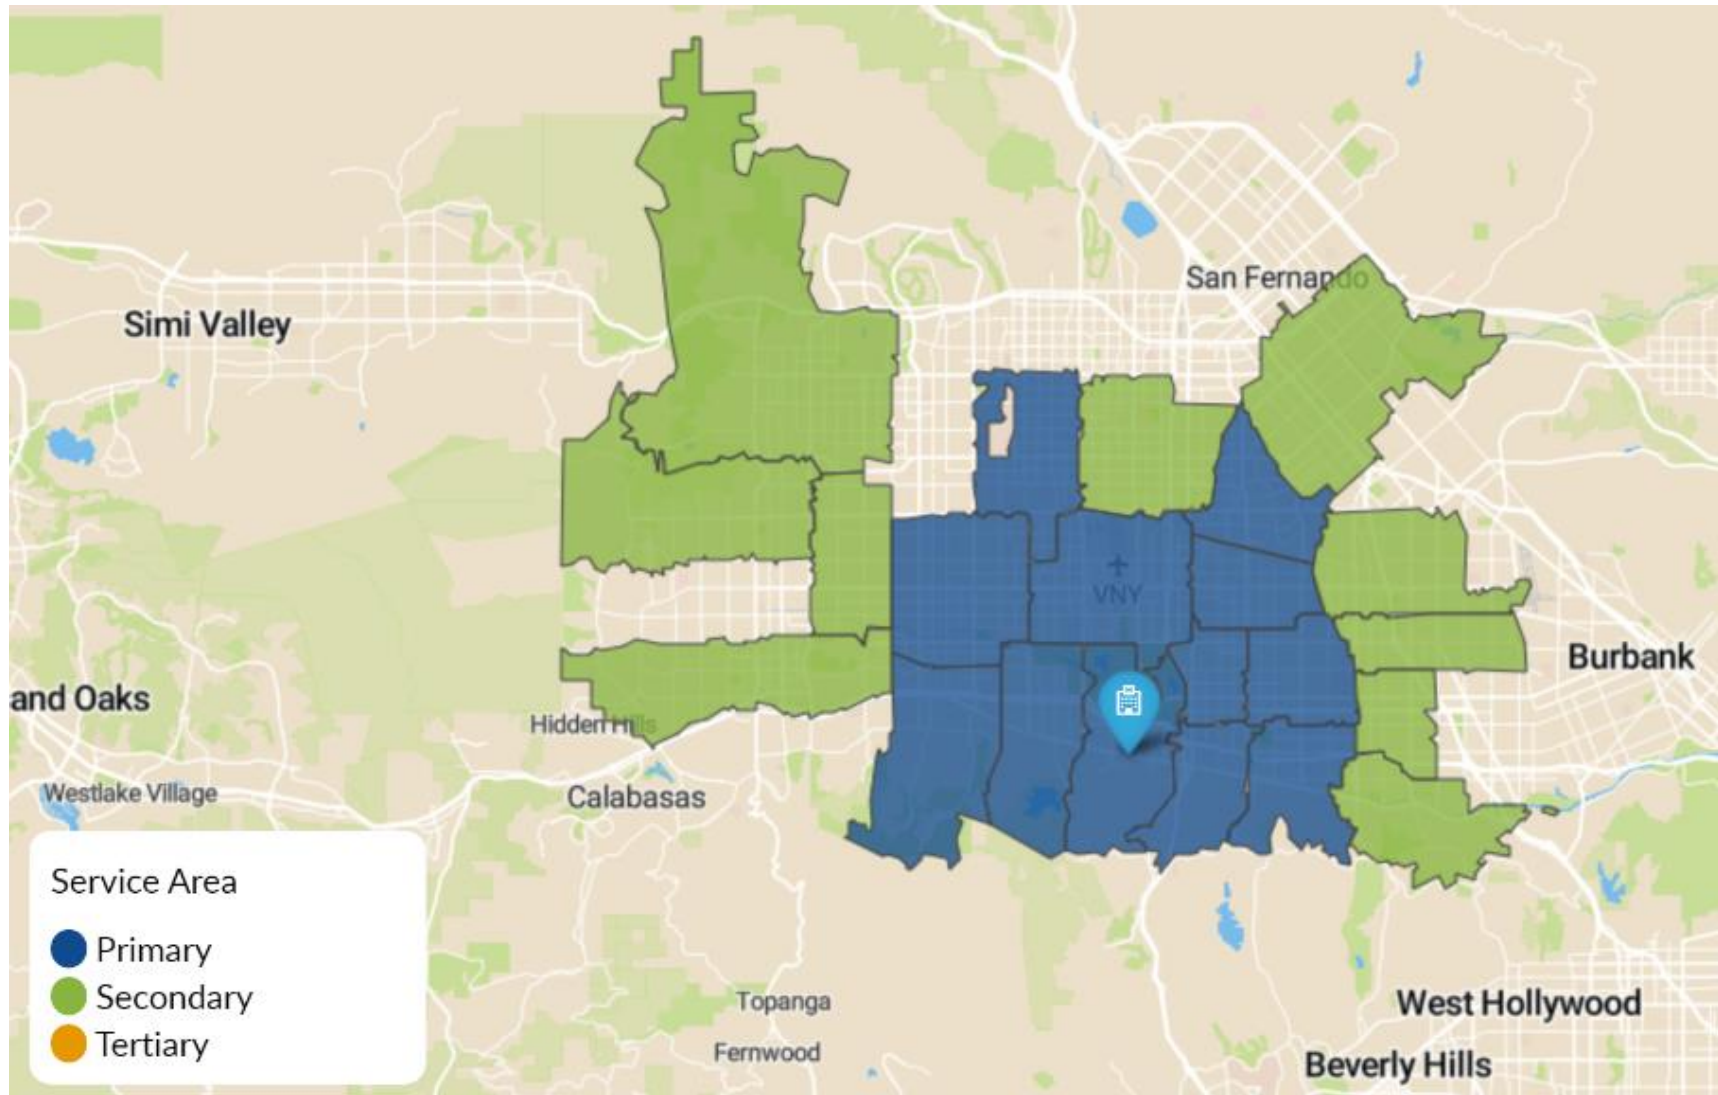 San Fernando
Simi Valley
VNY
Burbank
and Oaks
Hidden Hills
Westlake Village
Calabasas
Service Area
Primary
Secondary
Tertiary
Topanga
West Hollywood
Fernwood
Beverly Hills